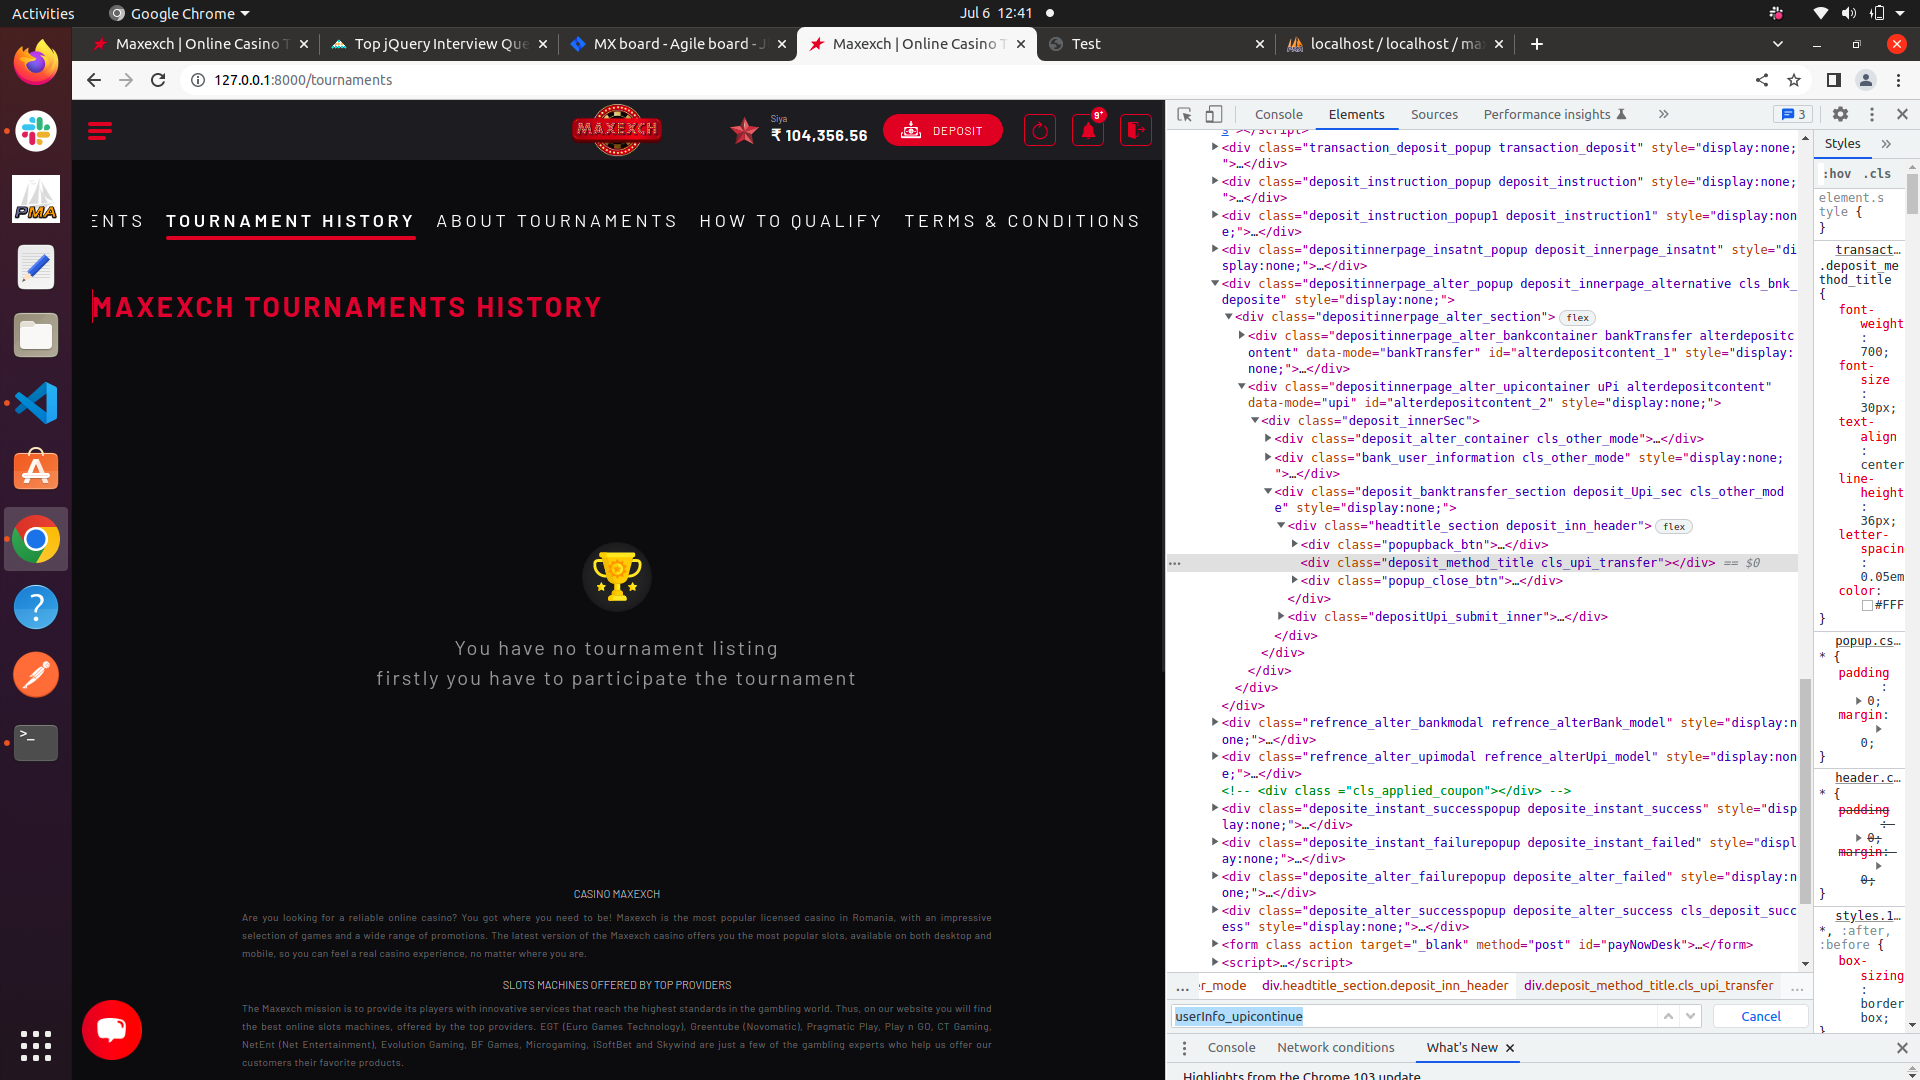 Activities
Google Chrome
Jul 6 12:41
Maxexch | Online Casino T
Top jQuery Interview Que
MX board - Agile board - J
Maxexch | Online Casino T
Test
localhost / localhost / ma
127.0.0.1:8000/tournaments
MAXEXCH
Siya
₹ 104,356.56
DEPOSIT
9+
ENTS
TOURNAMENT HISTORY
ABOUT TOURNAMENTS
HOW TO QUALIFY
TERMS & CONDITIONS
MAXEXCH TOURNAMENTS HISTORY
You have no tournament listing
firstly you have to participate the tournament
CASINO MAXEXCH
Are you looking for a reliable online casino? You got where you need to be! Maxexch is the most popular licensed casino in Romania, with an impressive
selection of games and a wide range of promotions. The latest version of the Maxexch casino offers you the most popular slots, available on both desktop and
mobile, so you can feel a real casino experience, no matter where you are.
SLOTS MACHINES OFFERED BY TOP PROVIDERS
The Maxexch mission is to provide its players with innovative services that reach the highest standards in the gambling world. Thus, on our website you will find
the best online slots machines, offered by the top providers. EGT (Euro Games Technology), Greentube (Novomatic), Pragmatic Play, Play n GO, CT Gaming,
NetEnt (Net Entertainment), Evolution Gaming, BF Games, Microgaming, iSoftBet and Skywind are just a few of the gambling experts who help us offer our
customers their favorite products.
PMA
Console
Elements
Sources
Performance insights
3
s"></script>
<div class="transaction_deposit_popup transaction_deposit" style="display:none;
">…</div>
<div class="deposit_instruction_popup deposit_instruction" style="display:none;
">…</div>
<div class="deposit_instruction_popup1 deposit_instruction1" style="display:non
e;">…</div>
<div class="depositinnerpage_insatnt_popup deposit_innerpage_insatnt" style="di
splay:none;">…</div>
<div class="depositinnerpage_alter_popup deposit_innerpage_alternative cls_bnk_
deposite" style="display:none;">
<div class="depositinnerpage_alter_section"> flex
<div class="depositinnerpage_alter_bankcontainer bankTransfer alterdepositc
ontent" data-mode="bankTransfer" id="alterdepositcontent_1" style="display:
none;">…</div>
<div class="depositinnerpage_alter_upicontainer uPi alterdepositcontent"
data-mode="upi" id="alterdepositcontent_2" style="display:none;">
<div class="deposit_innerSec">
<div class="deposit_alter_container cls_other_mode">…</div>
<div class="bank_user_information cls_other_mode" style="display:none;
">…</div>
<div class="deposit_banktransfer_section deposit_Upi_sec cls_other_mod
e" style="display:none;">
<div class="headtitle_section deposit_inn_header"> flex
<div class="popupback_btn">…</div>
<div class="deposit_method_title cls_upi_transfer"></div> == $0
<div class="popup_close_btn">…</div>
</div>
<div class="depositUpi_submit_inner">…</div>
</div>
</div>
</div>
</div>
</div>
<div class="refrence_alter_bankmodal refrence_alterBank_model" style="display:n
one;">…</div>
<div class="refrence_alter_upimodal refrence_alterUpi_model" style="display:non
e;">…</div>
<!-- <div class ="cls_applied_coupon"></div> -->
<div class="deposite_instant_successpopup deposite_instant_success" style="disp
lay:none;">…</div>
<div class="deposite_instant_failurepopup deposite_instant_failed" style="displ
ay:none;">…</div>
<div class="deposite_alter_failurepopup deposite_alter_failed" style="display:n
one;">…</div>
<div class="deposite_alter_successpopup deposite_alter_success cls_deposit_succ
ess" style="display:none;">…</div>
<form class action target="_blank" method="post" id="payNowDesk">…</form>
<script>…</script>
… er_mode div.headtitle_section.deposit_inn_header div.deposit_method_title.cls_upi_transfer …
userInfo_upicontinue
Cancel
Console
Network conditions
What's New
Highlights from the Chrome 103 update
Styles
:hov .cls
element.s
tyle {
}
transact…
.deposit_me
thod_title
{
font-
weight
:
700;
font-
size
:
30px;
text-
align
:
center
line-
height
:
36px;
letter-
spacin
:
0.05em
color:
#FFF
}
popup.cs…
* {
padding
:
0;
margin:
0;
}
header.c…
* {
padding
:
0;
margin:
0;
}
styles.1…
*, :after,
:before {
box-
sizing
:
border
box;
}